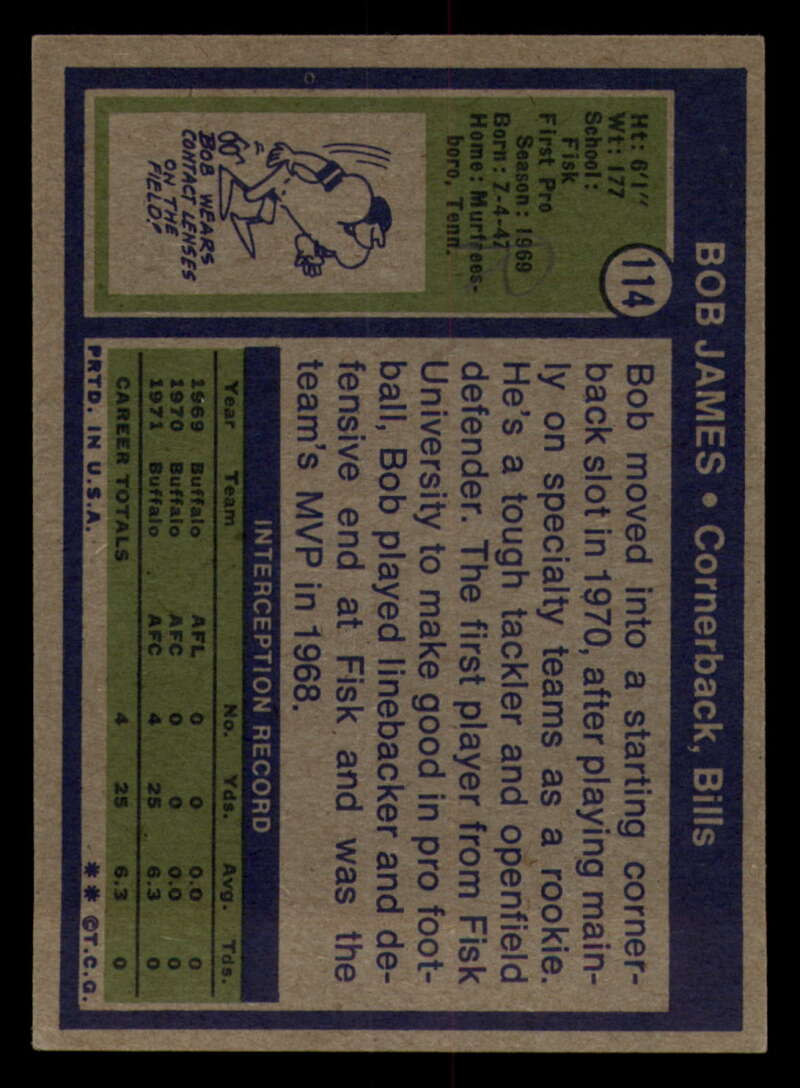 BOB JAMES • Cornerback, Bills
114
Ht: 6'1"
Wt: 177
School:
Fisk
First Pro
Season: 1969
Born: 7-4-47
Home: Murfrees-
boro, Tenn.
BOB WEARS
CONTACT LENSES
ON THE
FIELD!
Bob moved into a starting corner-
back slot in 1970, after playing main-
ly on specialty teams as a rookie.
He's a tough tackler and openfield
defender. The first player from Fisk
University to make good in pro foot-
ball, Bob played linebacker and de-
fensive end at Fisk and was the
team's MVP in 1968.
INTERCEPTION RECORD
Year Team No. Yds. Avg. Tds.
1969 Buffalo AFL 0 0 0.0 0
1970 Buffalo AFC 0 0 0.0 0
1971 Buffalo AFC 4 25 6.3 0
CAREER TOTALS 4 25 6.3 0
PRTD. IN U.S.A. ** ©T.C.G.